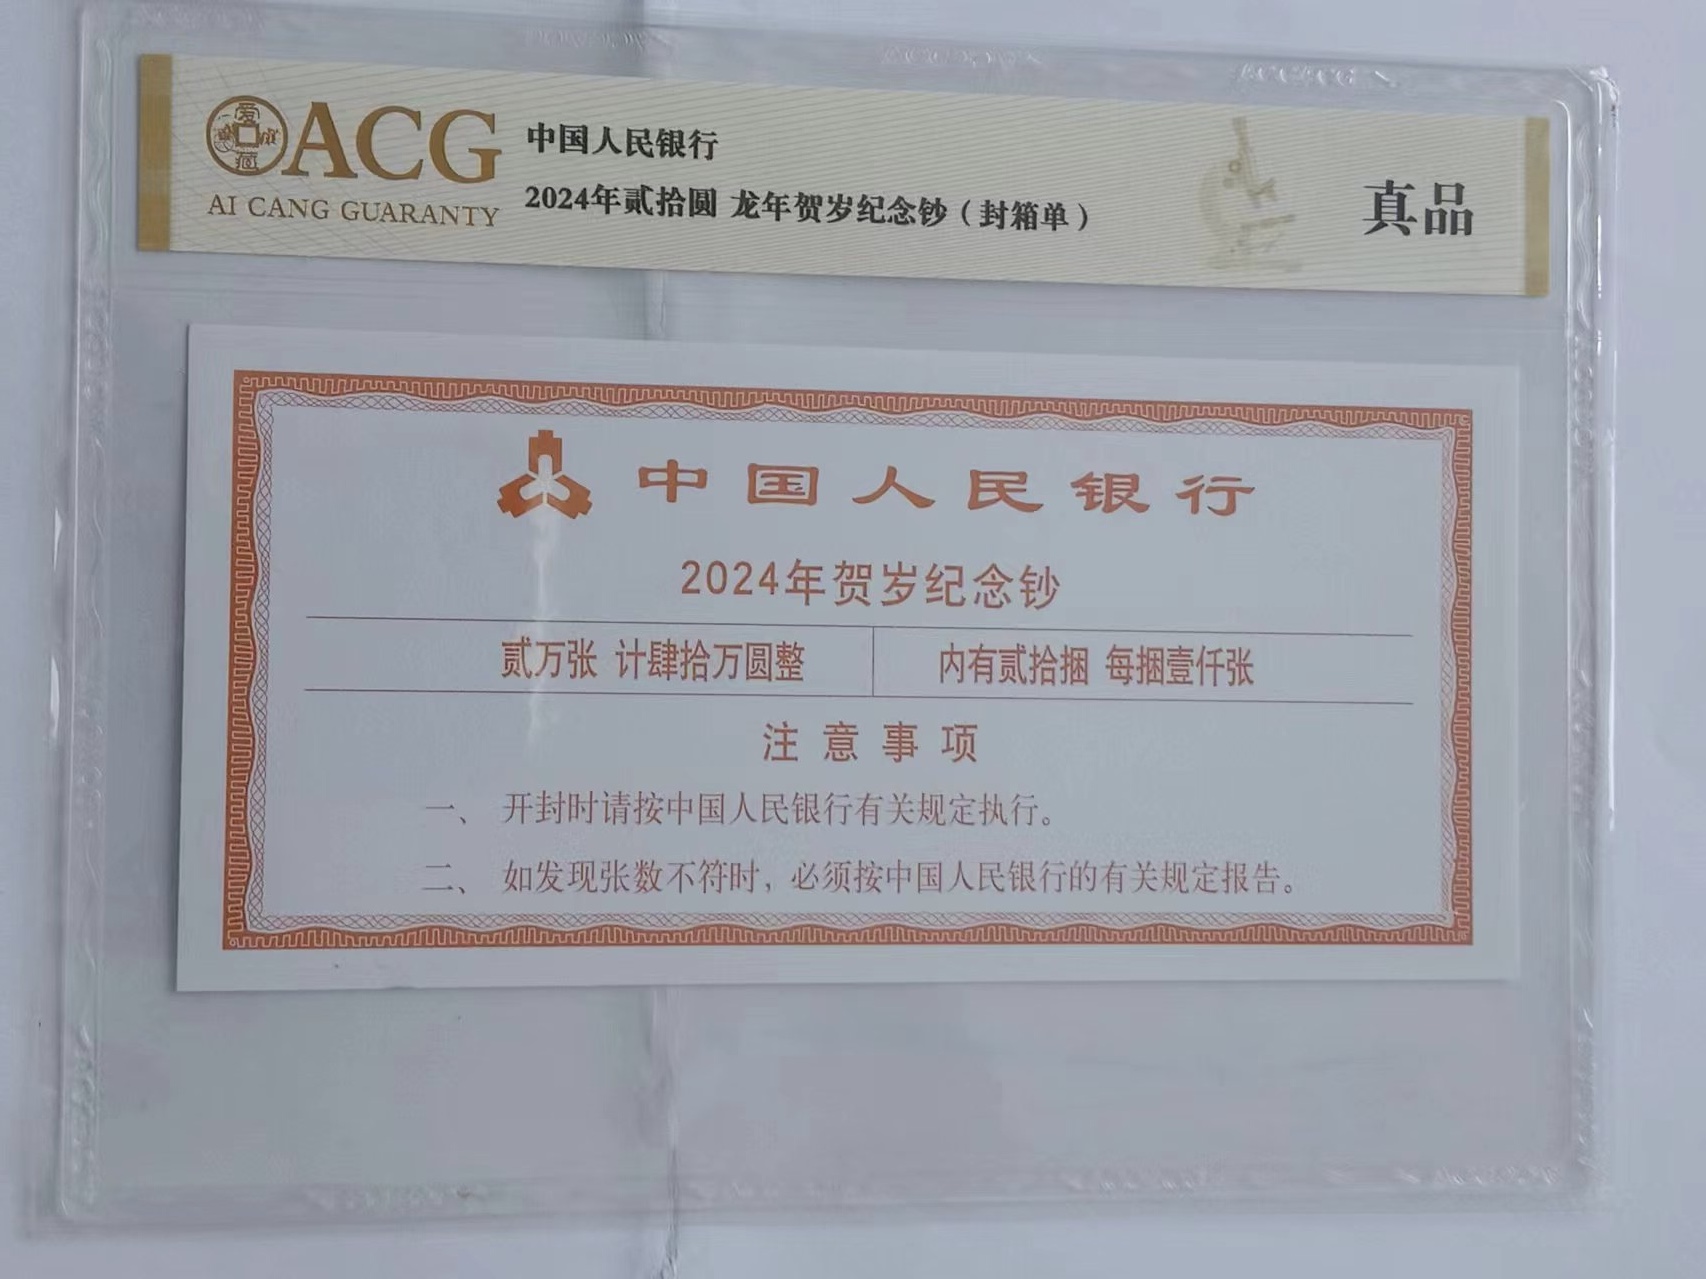 ACG
AI CANG GUARANTY
中国人民银行
2024年贰拾圆 龙年贺岁纪念钞（封箱单）
真品
中国人民银行
2024年贺岁纪念钞
贰万张 计肆拾万圆整
内有贰拾捆 每捆壹仟张
注意事项
一、 开封时请按中国人民银行有关规定执行。
二、 如发现张数不符时，必须按中国人民银行的有关规定报告。